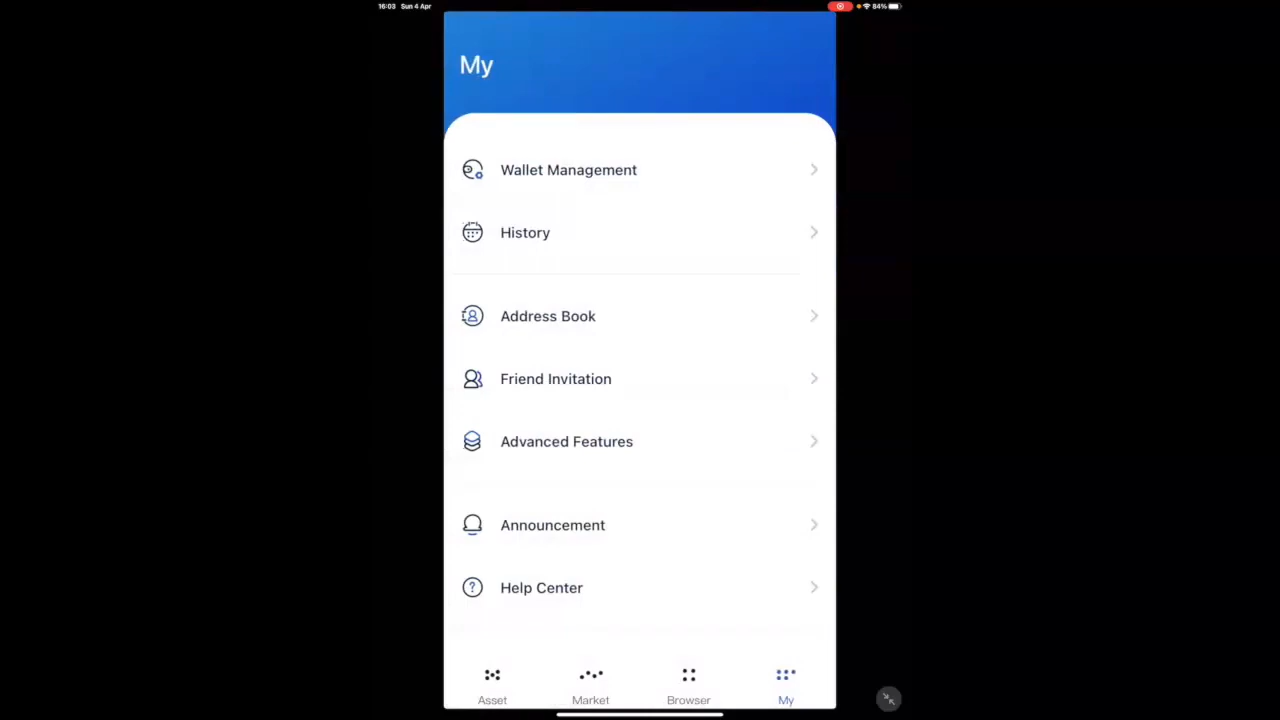 16:03 Sun 4 Apr
84%
My
Wallet Management
History
Address Book
Friend Invitation
Advanced Features
Announcement
Help Center
Asset Market Browser My